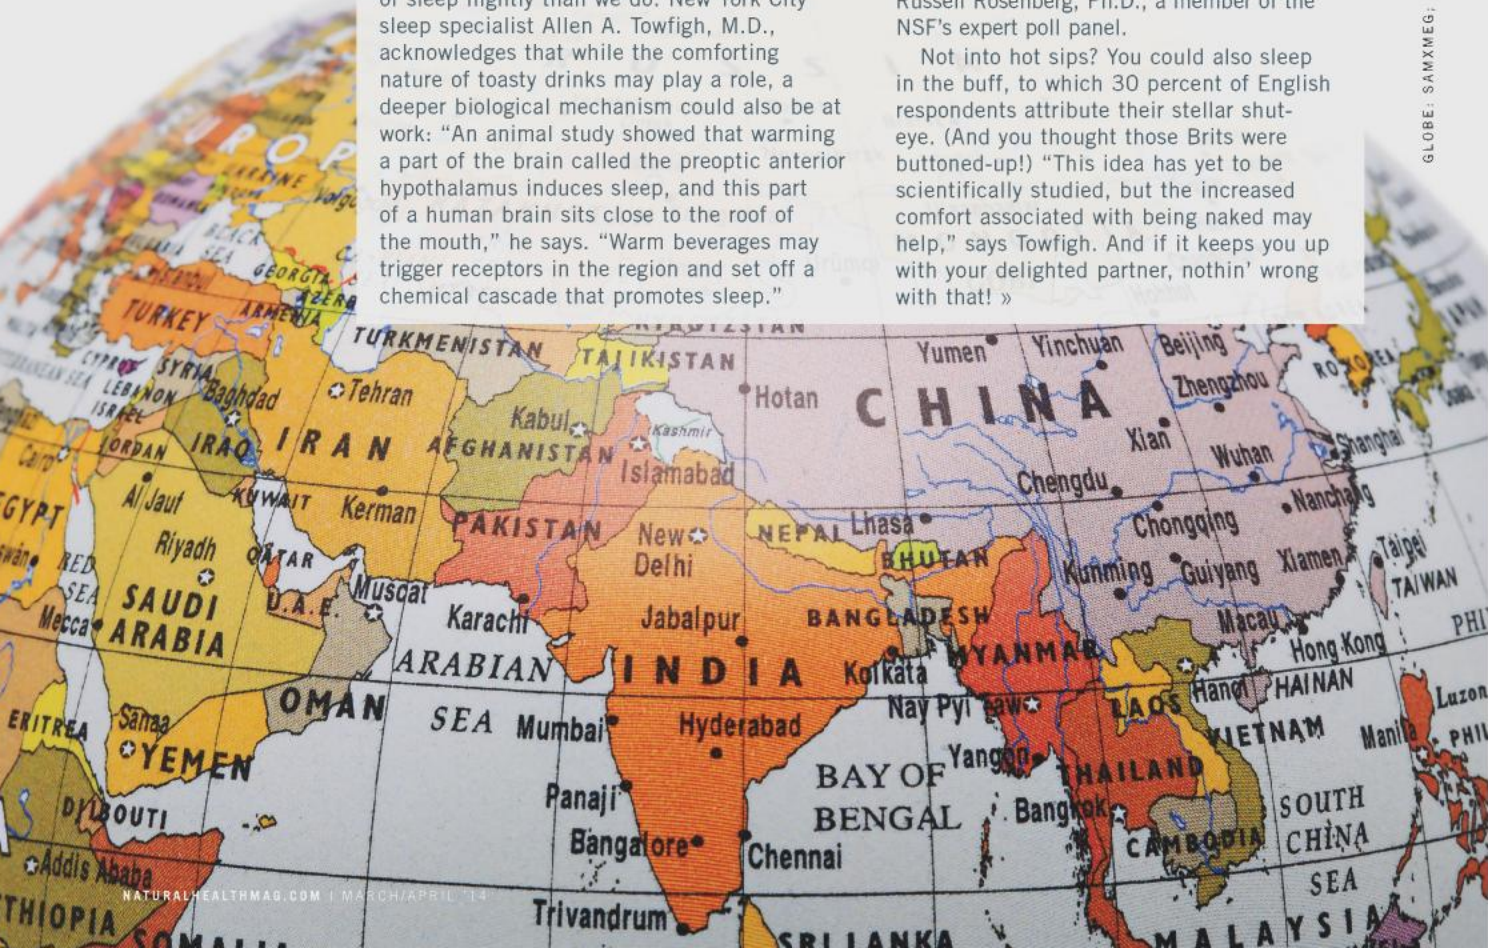 sleep specialist Allen A. Towfigh, M.D.,
acknowledges that while the comforting
nature of toasty drinks may play a role, a
deeper biological mechanism could also be at
work: “An animal study showed that warming
a part of the brain called the preoptic anterior
hypothalamus induces sleep, and this part
of a human brain sits close to the roof of
the mouth,” he says. “Warm beverages may
trigger receptors in the region and set off a
chemical cascade that promotes sleep.”
Russell Rosenberg, Ph.D., a member of the
NSF’s expert poll panel.
Not into hot sips? You could also sleep
in the buff, to which 30 percent of English
respondents attribute their stellar shut-
eye. (And you thought those Brits were
buttoned-up!) “This idea has yet to be
scientifically studied, but the increased
comfort associated with being naked may
help,” says Towfigh. And if it keeps you up
with your delighted partner, nothin’ wrong
with that! »
GLOBE: SAMXMEG;
UKRAINE
BLACK
SEA
GEORGIA
TURKEY
ARMENIA
TURKMENISTAN
TAJIKISTAN
Yumen
Yinchuan
Beijing
CYPRUS
SYRIA
LEBANON
ISRAEL
Baghdad
Tehran
Hotan
CHINA
Zhengzhou
KOREA
Kabul
Kashmir
JORDAN
IRAQ
IRAN
AFGHANISTAN
Islamabad
Xian
Wuhan
Shanghai
Cairo
Al Jauf
KUWAIT
Kerman
Chengdu
Nanchang
PAKISTAN
New
Delhi
NEPAL
Lhasa
Chongqing
Riyadh
QATAR
BHUTAN
Kunming
Guiyang
Xiamen
Taipei
TAIWAN
RED
SEA
SAUDI
ARABIA
U.A.E.
Muscat
Karachi
Jabalpur
BANGLADESH
Macau
Hong Kong
Mecca
ARABIAN
SEA
INDIA
Kolkata
MYANMAR
Hanoi
HAINAN
OMAN
Nay Pyi Taw
LAOS
Luzon
ERITREA
Sanaa
YEMEN
Mumbai
Hyderabad
VIETNAM
Manila
Yangon
THAILAND
BAY OF
BENGAL
Panaji
DJIBOUTI
Bangkok
SOUTH
CHINA
SEA
Bangalore
Chennai
CAMBODIA
Addis Ababa
NATURALHEALTHMAG.COM | MARCH/APRIL '14
Trivandrum
SRI LANKA
MALAYSIA